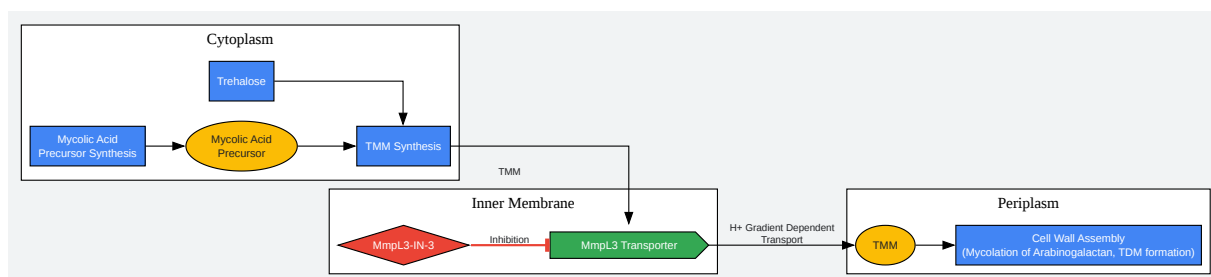 Cytoplasm
Trehalose
Mycolic Acid
Precursor Synthesis
Mycolic Acid
Precursor
TMM Synthesis
TMM
Inner Membrane
MmpL3-IN-3
Inhibition
MmpL3 Transporter
H+ Gradient Dependent
Transport
Periplasm
TMM
Cell Wall Assembly
(Mycolation of Arabinogalactan, TDM formation)